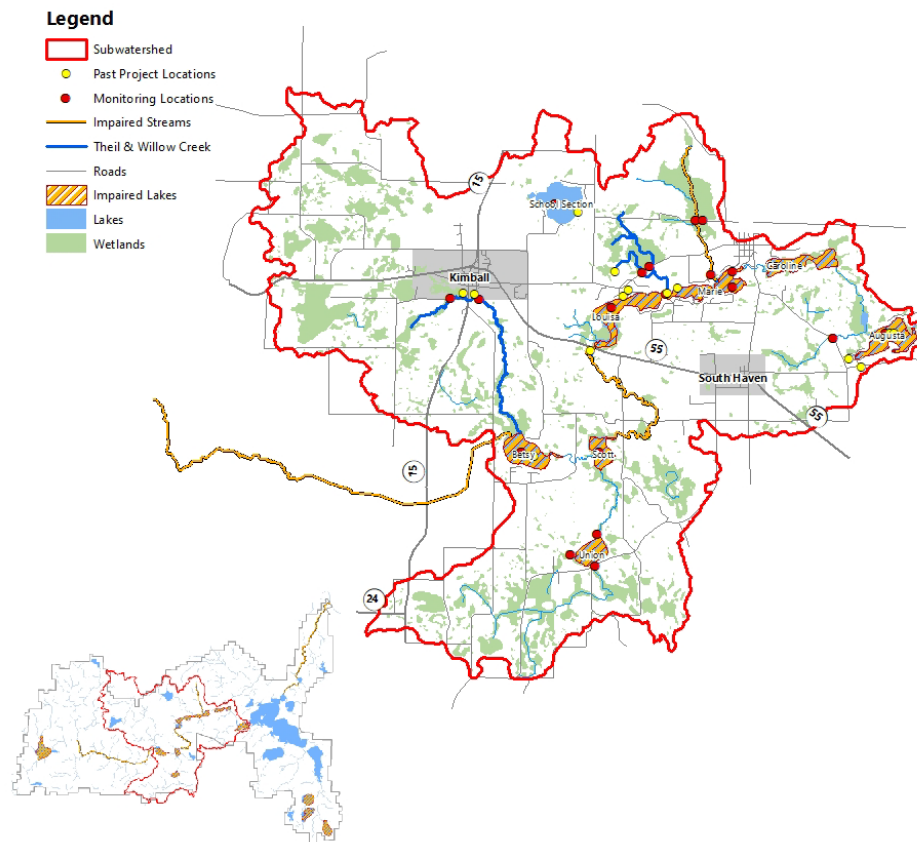 Legend
Subwatershed
Past Project Locations
Monitoring Locations
Impaired Streams
Theil & Willow Creek
Roads
Impaired Lakes
Lakes
Wetlands
15
School Section
Kimball
Caroline
Marie
Louisa
Augusta
55
South Haven
55
Betsy
Scott
15
Union
24